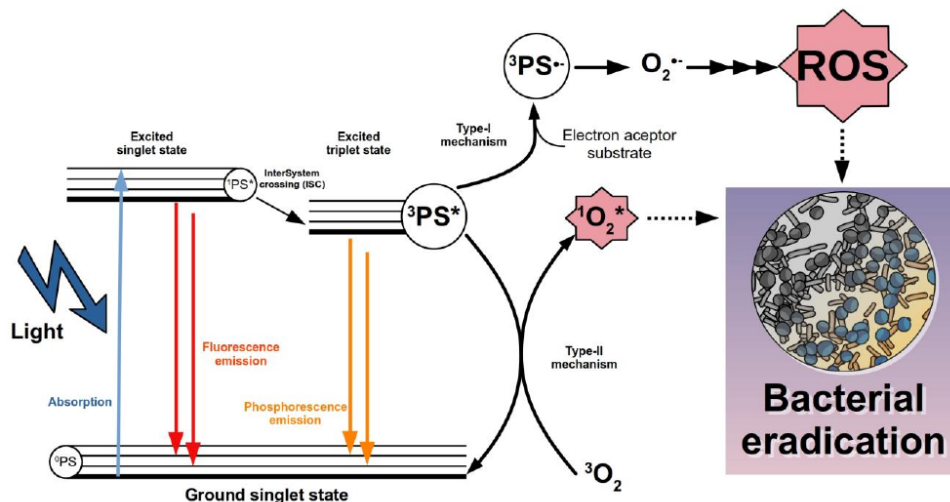 ³PS•-
O₂•-
ROS
Excited
singlet state
Excited
triplet state
Type-I
mechanism
Electron aceptor
substrate
InterSystem
crossing (ISC)
¹PS*
³PS*
¹O₂*
Light
Fluorescence
emission
Type-II
mechanism
Absorption
Phosphorescence
emission
Bacterial
eradication
⁰PS
³O₂
Ground singlet state